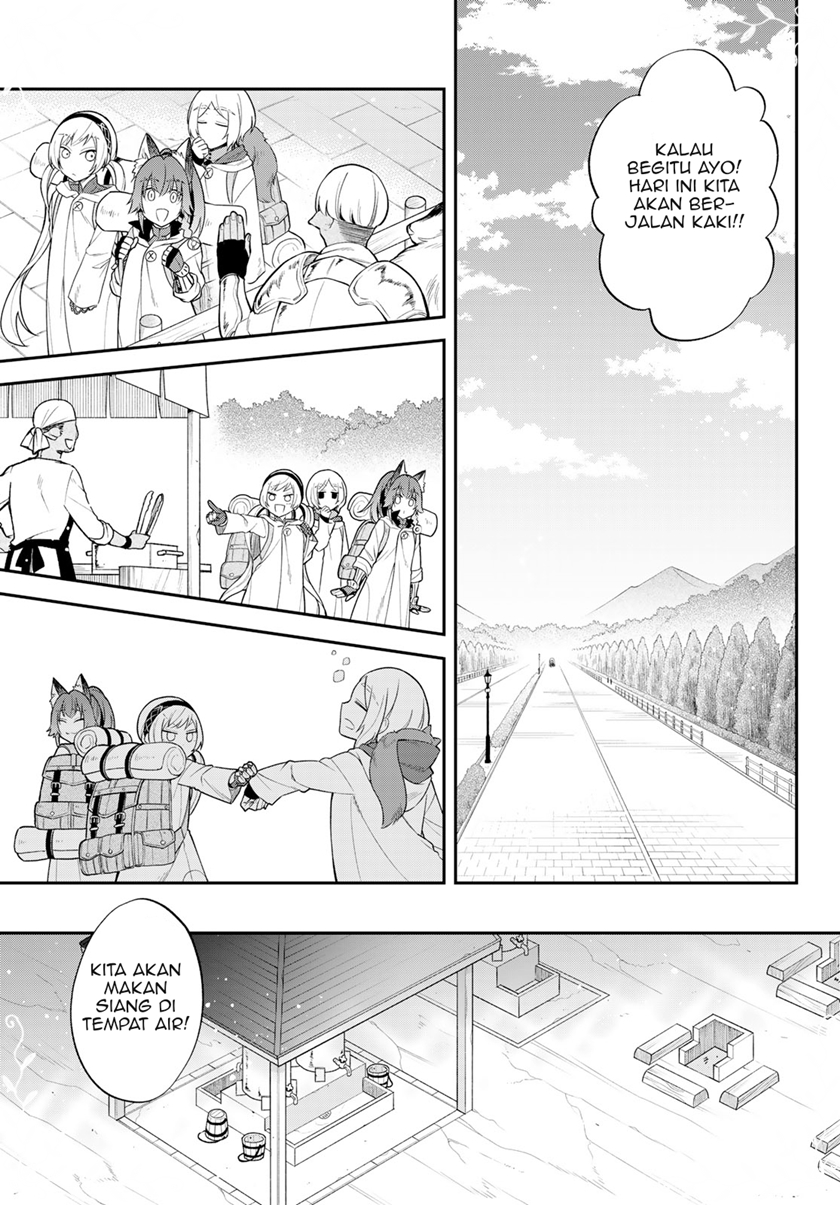 KALAU
BEGITU AYO!
HARI INI KITA
AKAN BER-
JALAN KAKI!!
KITA AKAN
MAKAN
SIANG DI
TEMPAT AIR!